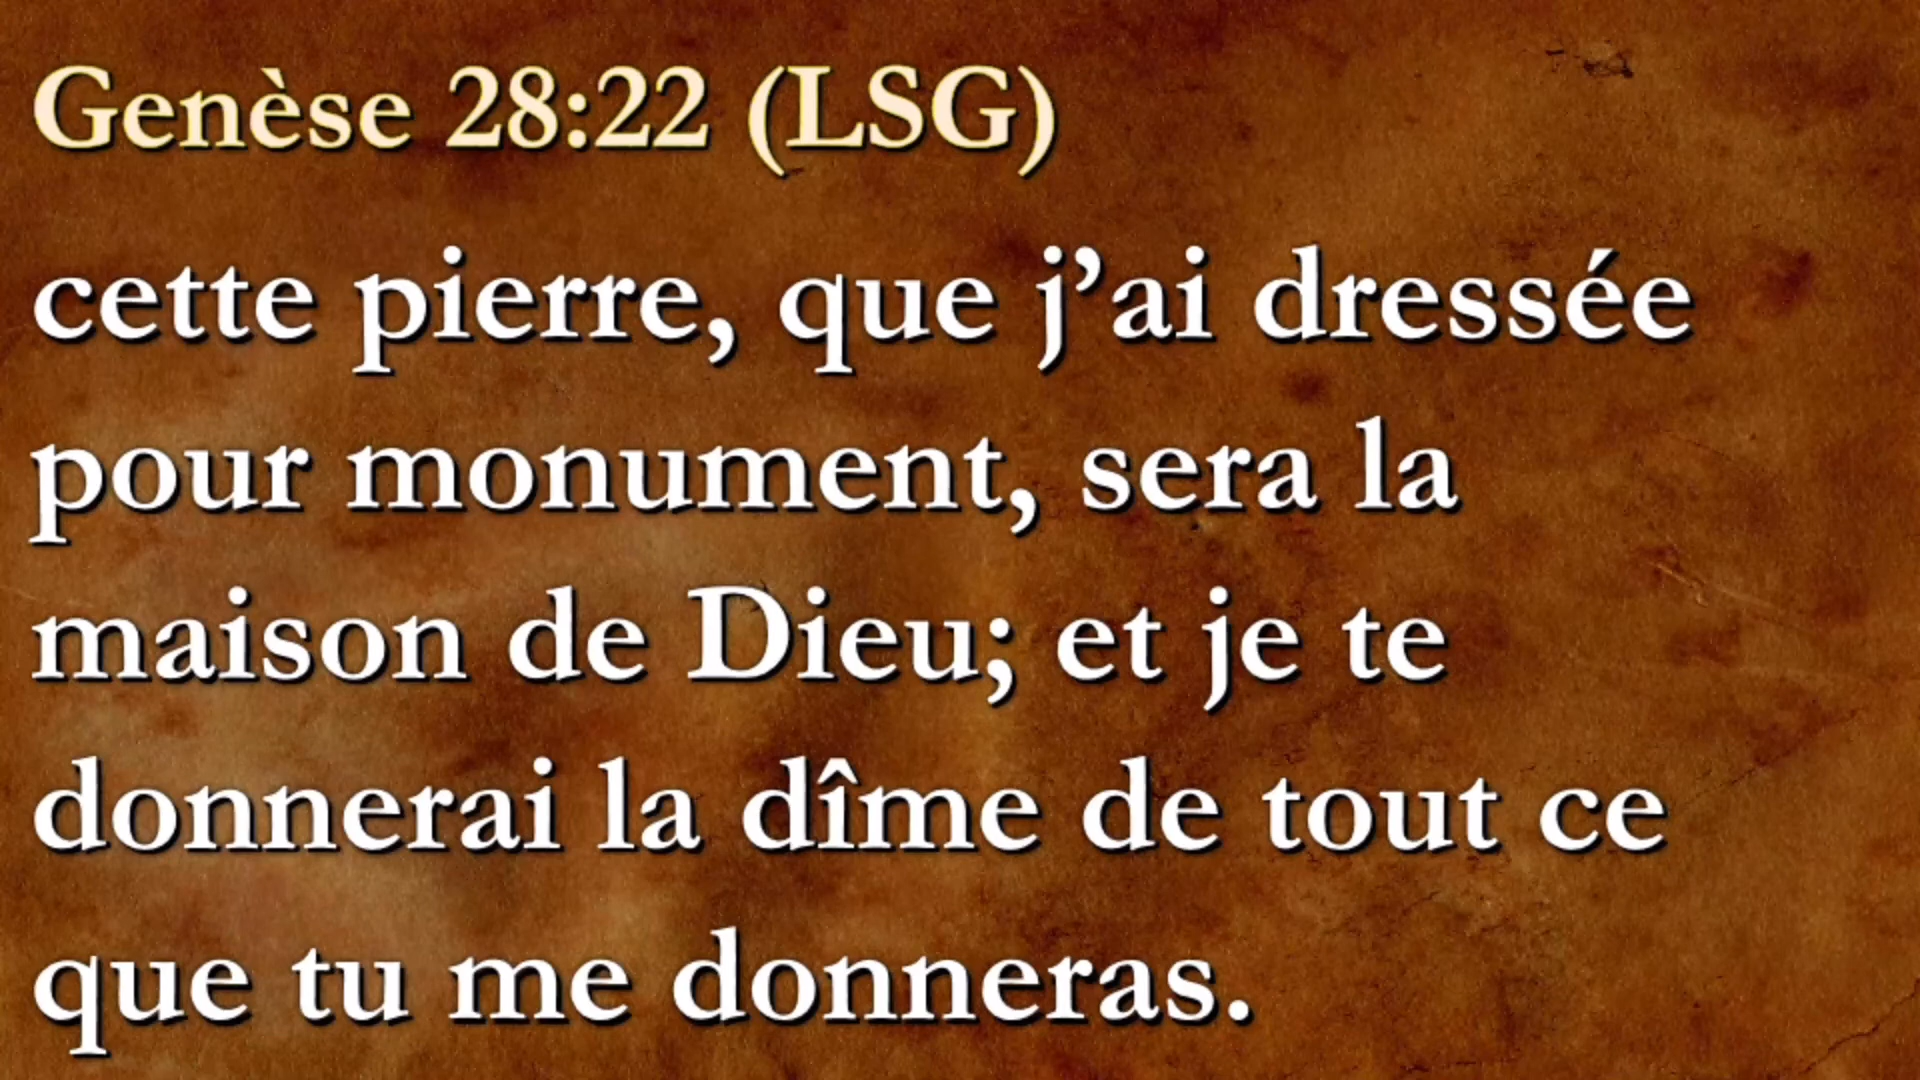 Genèse 28:22 (LSG)
cette pierre, que j’ai dressée
pour monument, sera la
maison de Dieu; et je te
donnerai la dîme de tout ce
que tu me donneras.